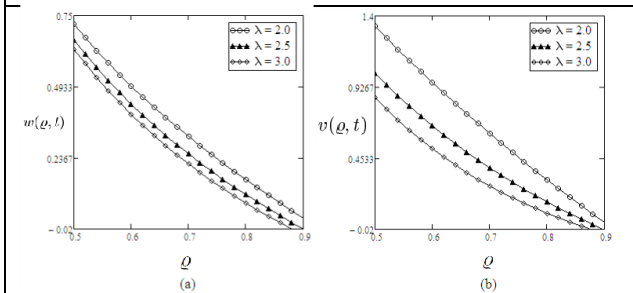 0.75
λ = 2.0
λ = 2.5
λ = 3.0
0.4933
w(ϱ, t)
0.2367
− 0.02
0.5
0.6
0.7
0.8
0.9
ϱ
(a)
1.4
λ = 2.0
λ = 2.5
λ = 3.0
0.9267
v(ϱ, t)
0.4533
− 0.02
0.5
0.6
0.7
0.8
0.9
ϱ
(b)